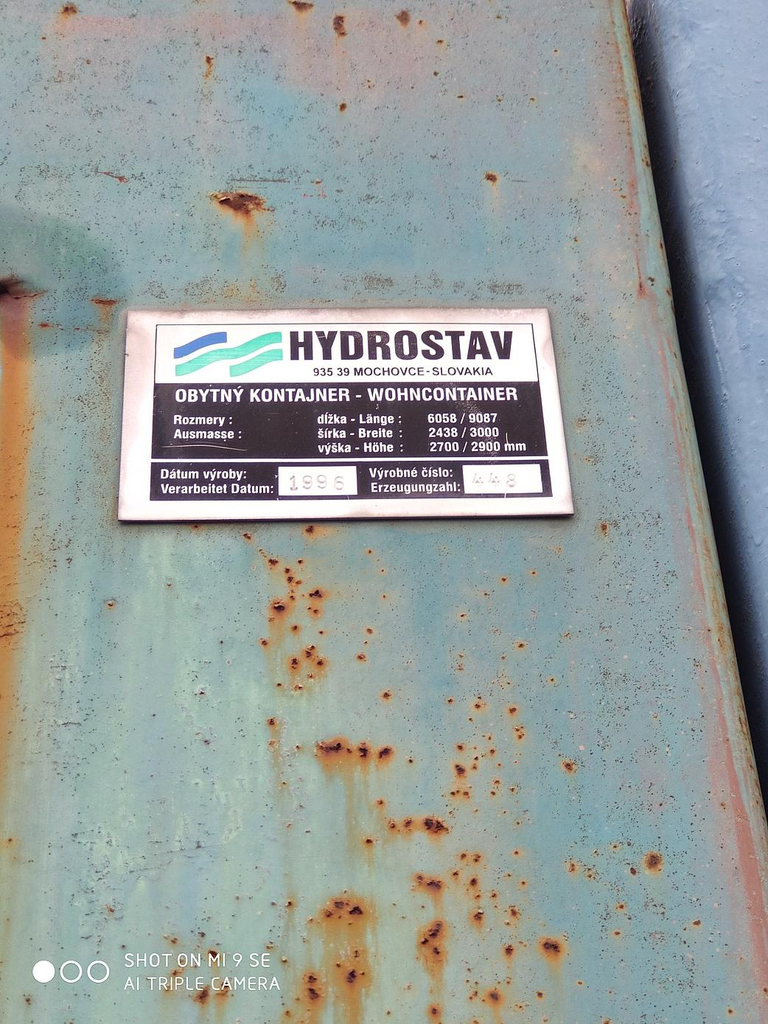 HYDROSTAV
935 39 MOCHOVCE - SLOVAKIA
OBYTNÝ KONTAJNER - WOHNCONTAINER
Rozmery : dĺžka - Länge : 6058 / 9087
Ausmasse : šírka - Breite : 2438 / 3000
výška - Höhe : 2700 / 2900 mm
Dátum výroby: 1996 Výrobné číslo: 448
Verarbeitet Datum: Erzeugungzahl:
SHOT ON MI 9 SE
AI TRIPLE CAMERA